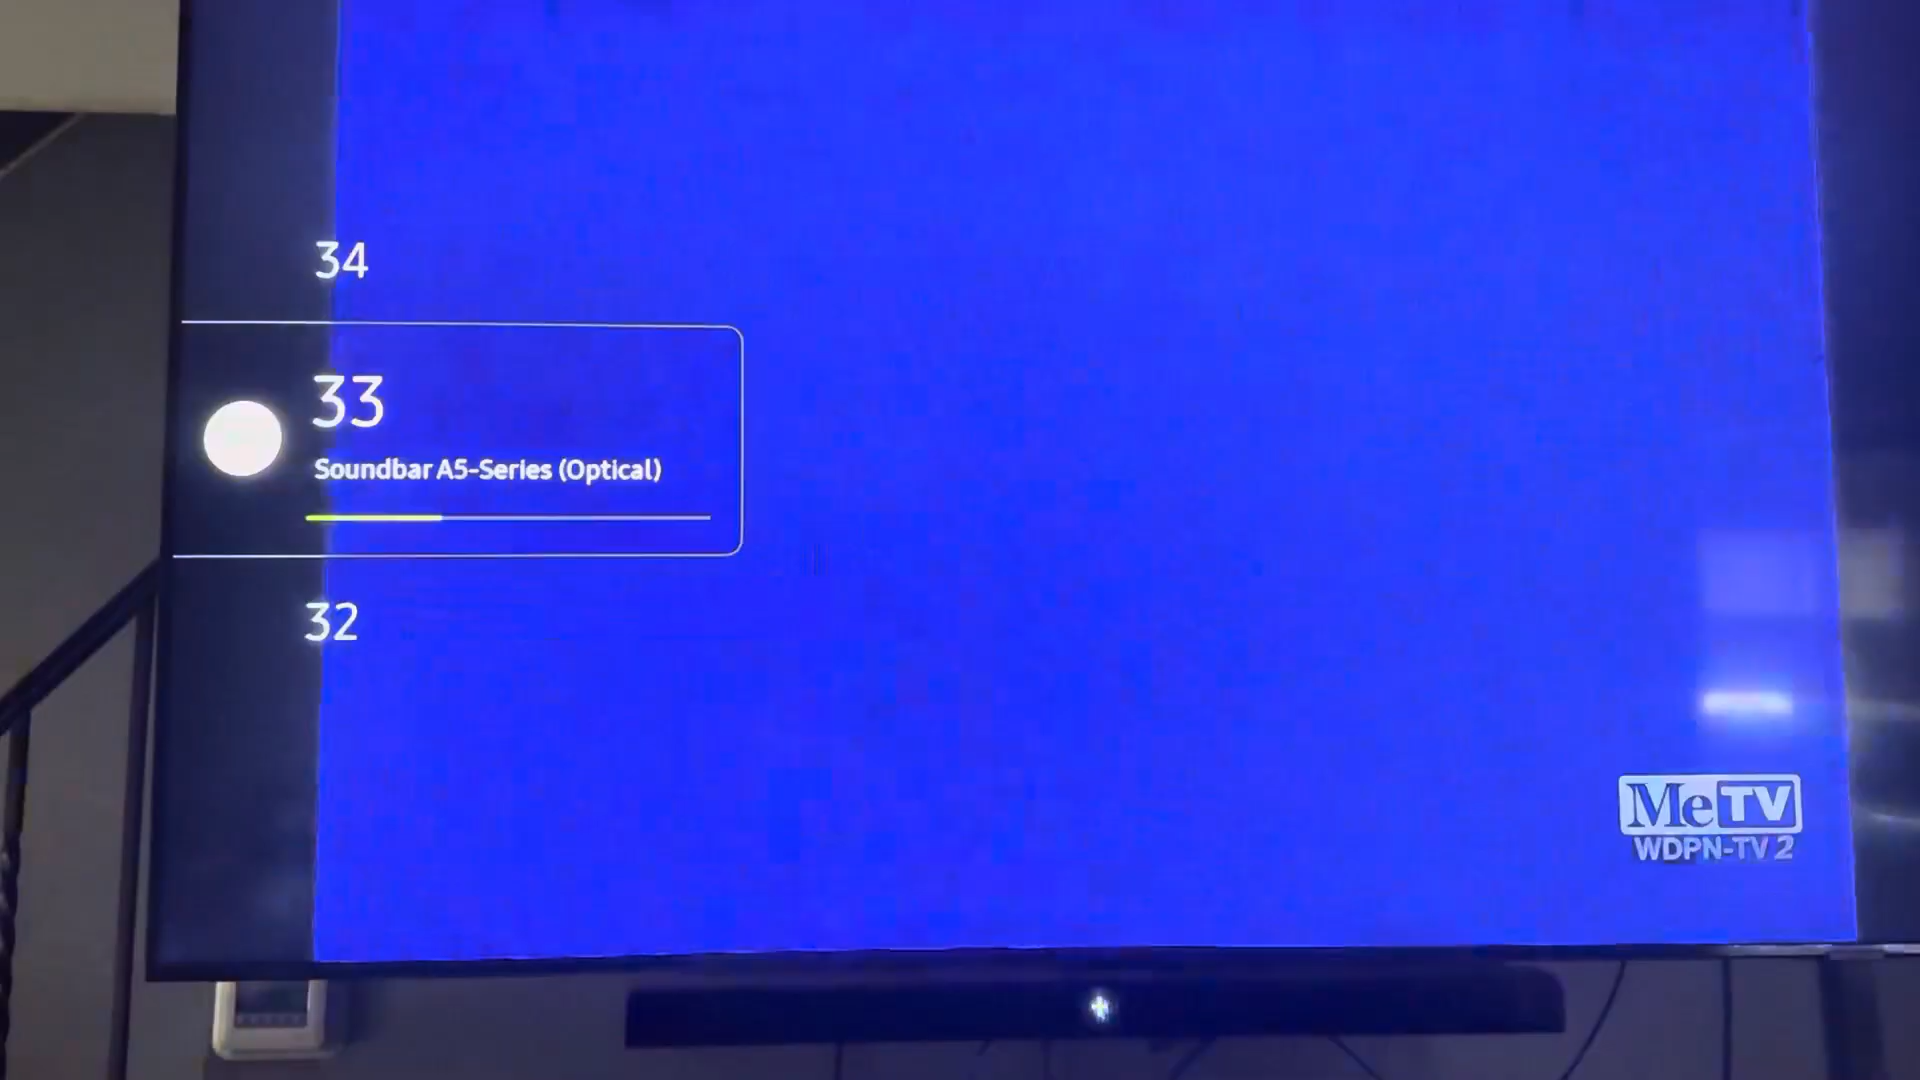 34
33
Soundbar A5-Series (Optical)
32
MeTV
WDPN-TV 2